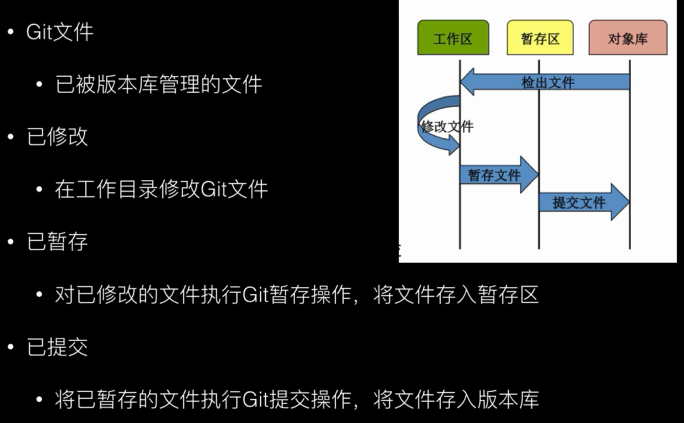 Git文件
已被版本库管理的文件
已修改
在工作目录修改Git文件
已暂存
对已修改的文件执行Git暂存操作，将文件存入暂存区
已提交
将已暂存的文件执行Git提交操作，将文件存入版本库
工作区
暂存区
对象库
检出文件
修改文件
暂存文件
提交文件